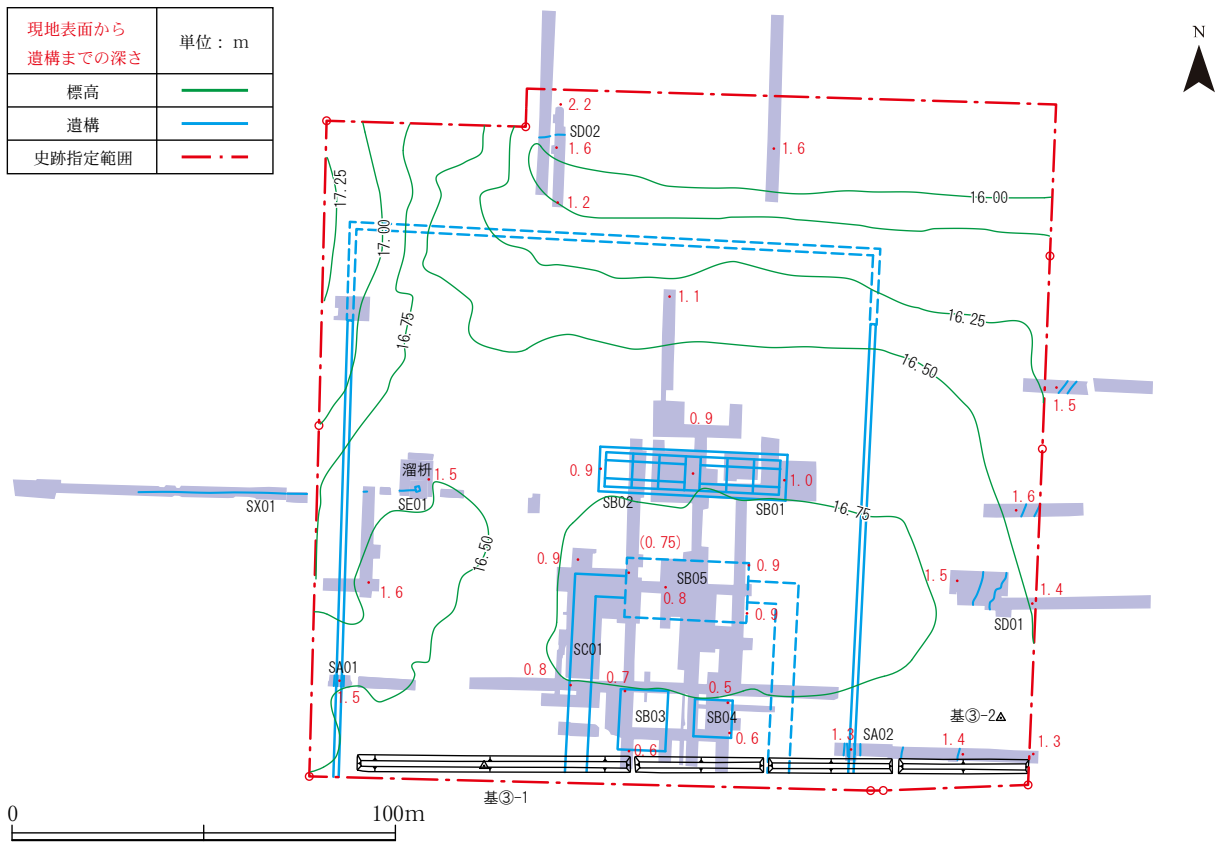 現地表面から
遺構までの深さ
単位：m
標高
遺構
史跡指定範囲
N
2.2
SD02
1.6
1.6
1.2
17.25
16.00
17.00
1.1
16.25
16.75
16.50
1.5
0.9
溜枡
1.5
0.9
1.0
SX01
SE01
SB02
SB01
16.75
1.6
16.50
(0.75)
0.9
0.9
SB05
1.5
1.6
0.8
1.4
0.9
SD01
SC01
SA01
0.8
0.7
0.5
1.5
SB03
SB04
基③-2
0.6
0.6
1.3
SA02
1.4
1.3
基③-1
0
100m